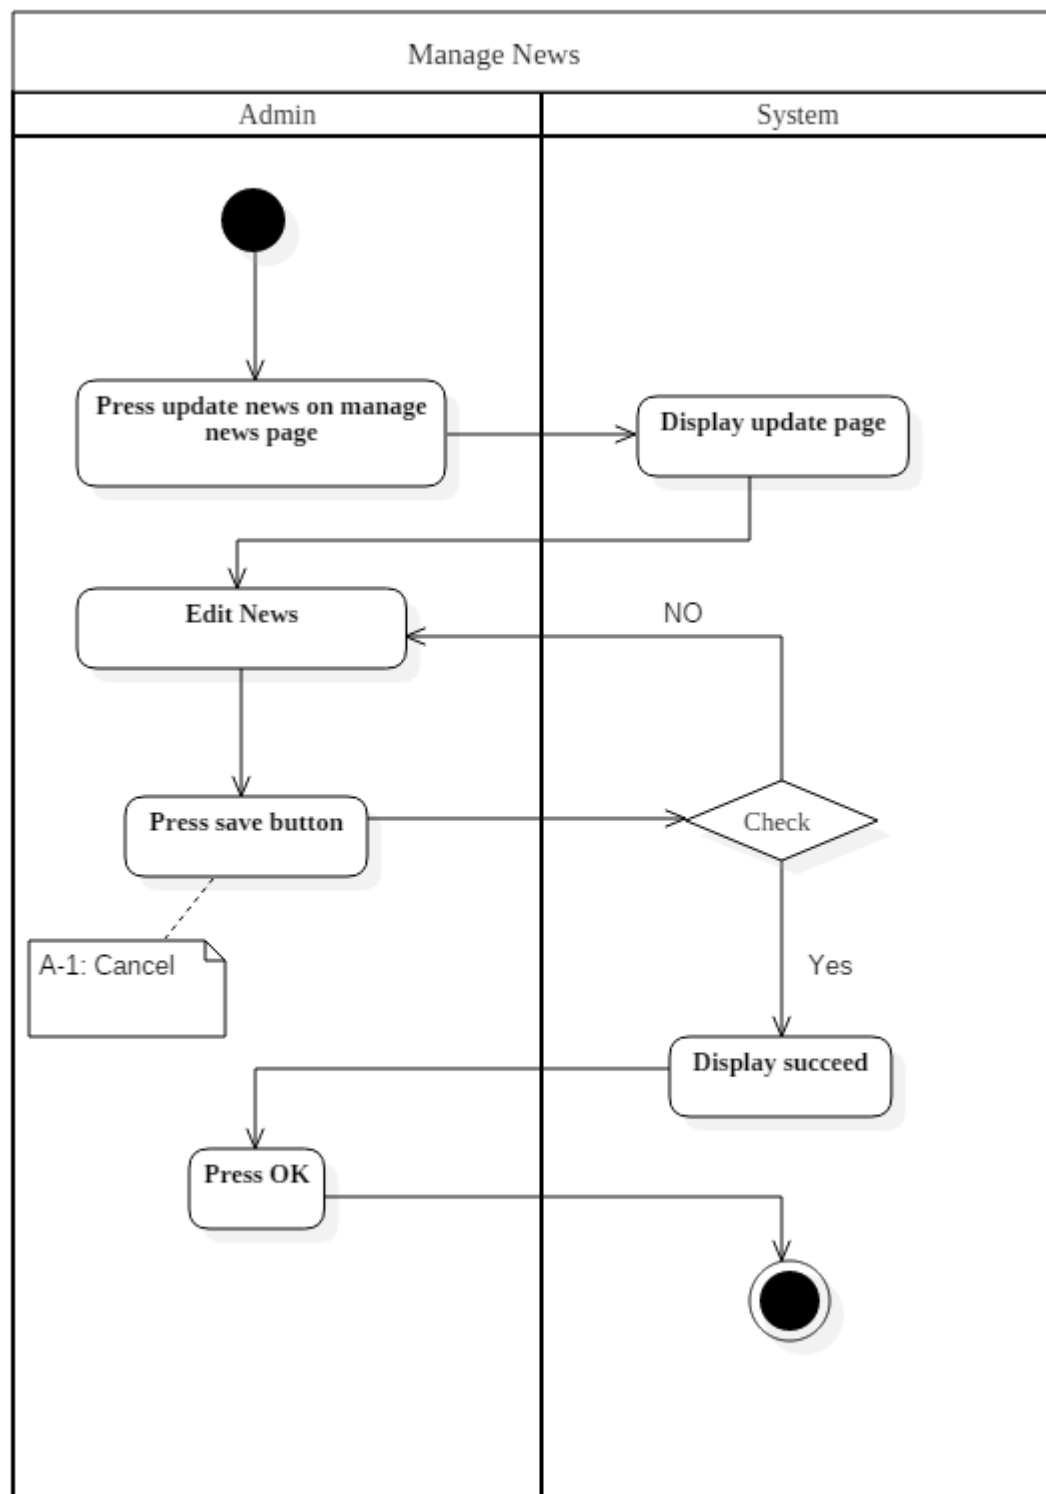 Manage News
Admin
System
Press update news on manage
news page
Display update page
Edit News
NO
Press save button
Check
A-1: Cancel
Yes
Display succeed
Press OK